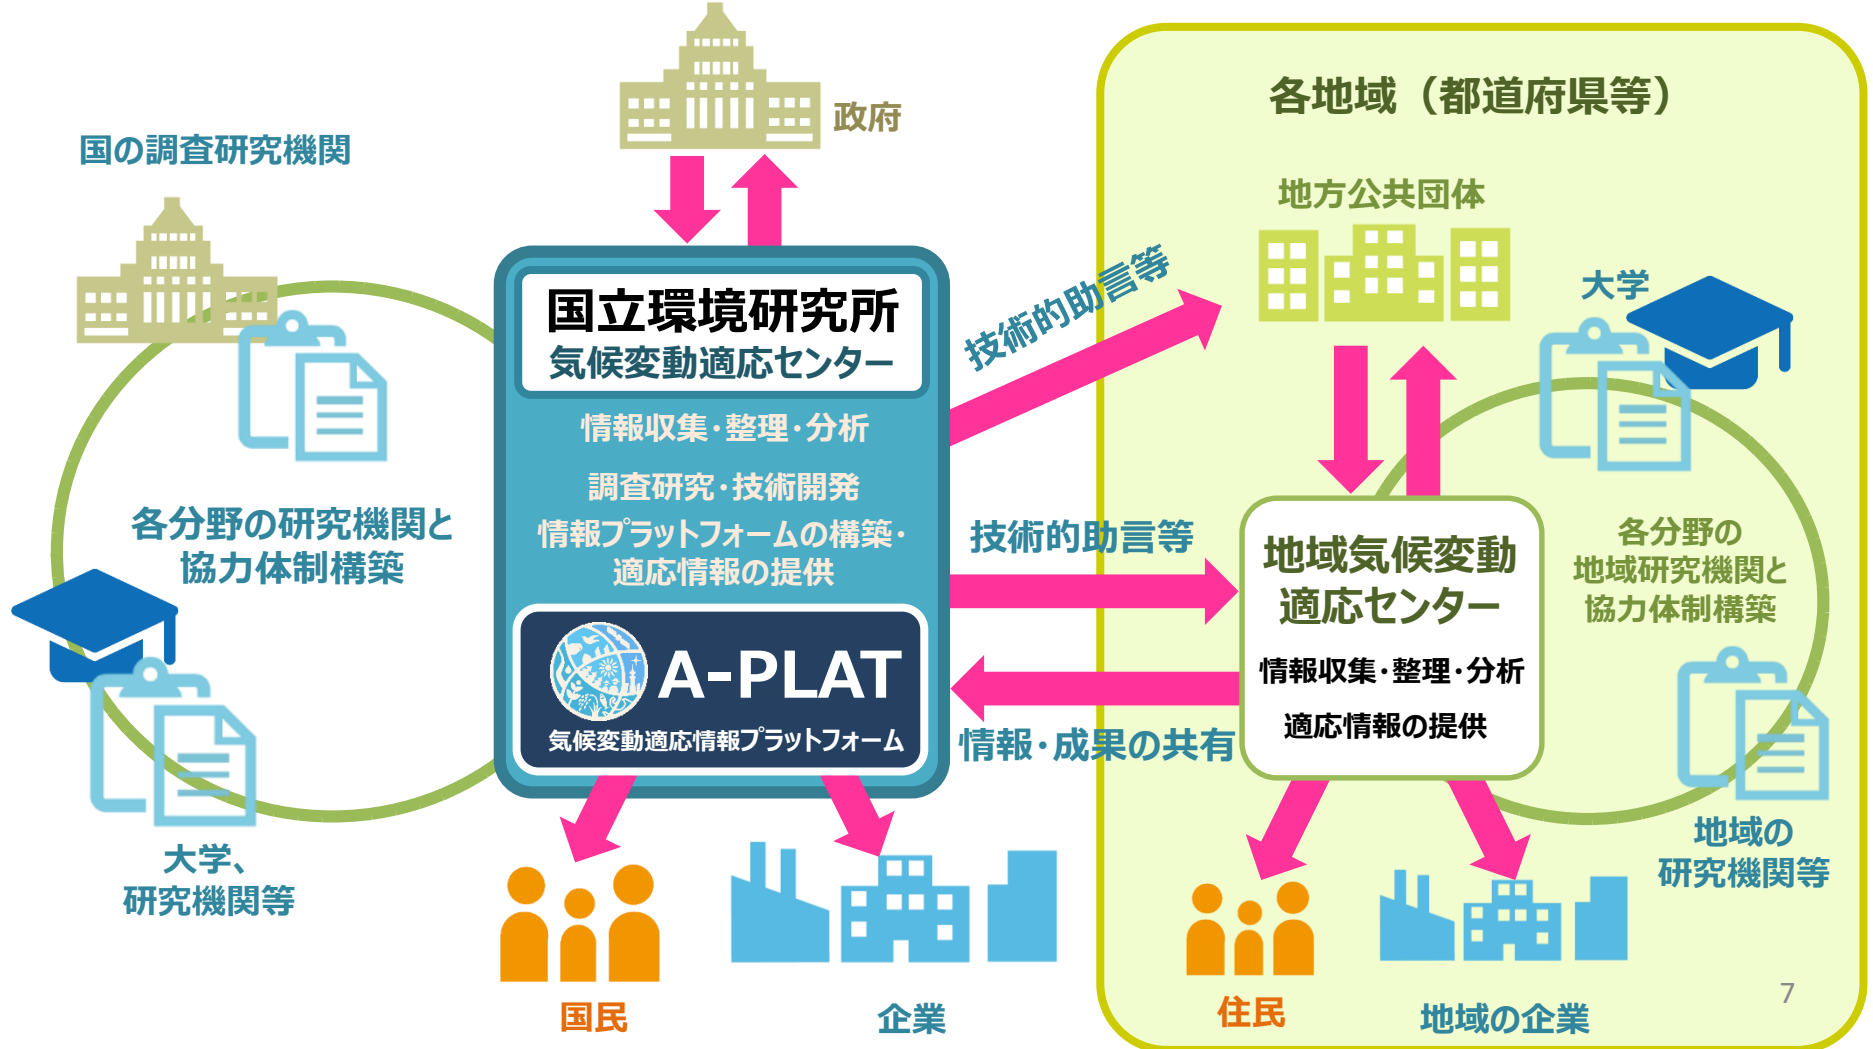 政府
国の調査研究機関
各分野の研究機関と
協力体制構築
大学、
研究機関等
国立環境研究所
気候変動適応センター
情報収集・整理・分析
調査研究・技術開発
情報プラットフォームの構築・
適応情報の提供
A-PLAT
気候変動適応情報プラットフォーム
国民
企業
技術的助言等
技術的助言等
情報・成果の共有
各地域（都道府県等）
地方公共団体
大学
地域気候変動
適応センター
情報収集・整理・分析
適応情報の提供
各分野の
地域研究機関と
協力体制構築
地域の
研究機関等
住民
地域の企業
7